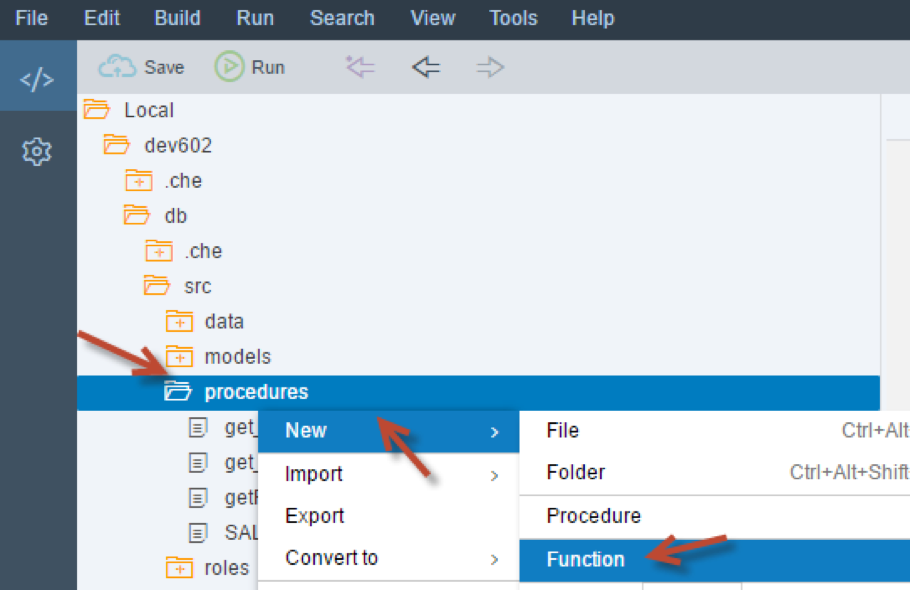 File Edit Build Run Search View Tools Help
</> Save Run
Local
dev602
.che
db
.che
src
data
models
procedures
get_ New > File Ctrl+Alt
get_ Import > Folder Ctrl+Alt+Shift
Export Procedure
SAL
Convert to > Function
roles